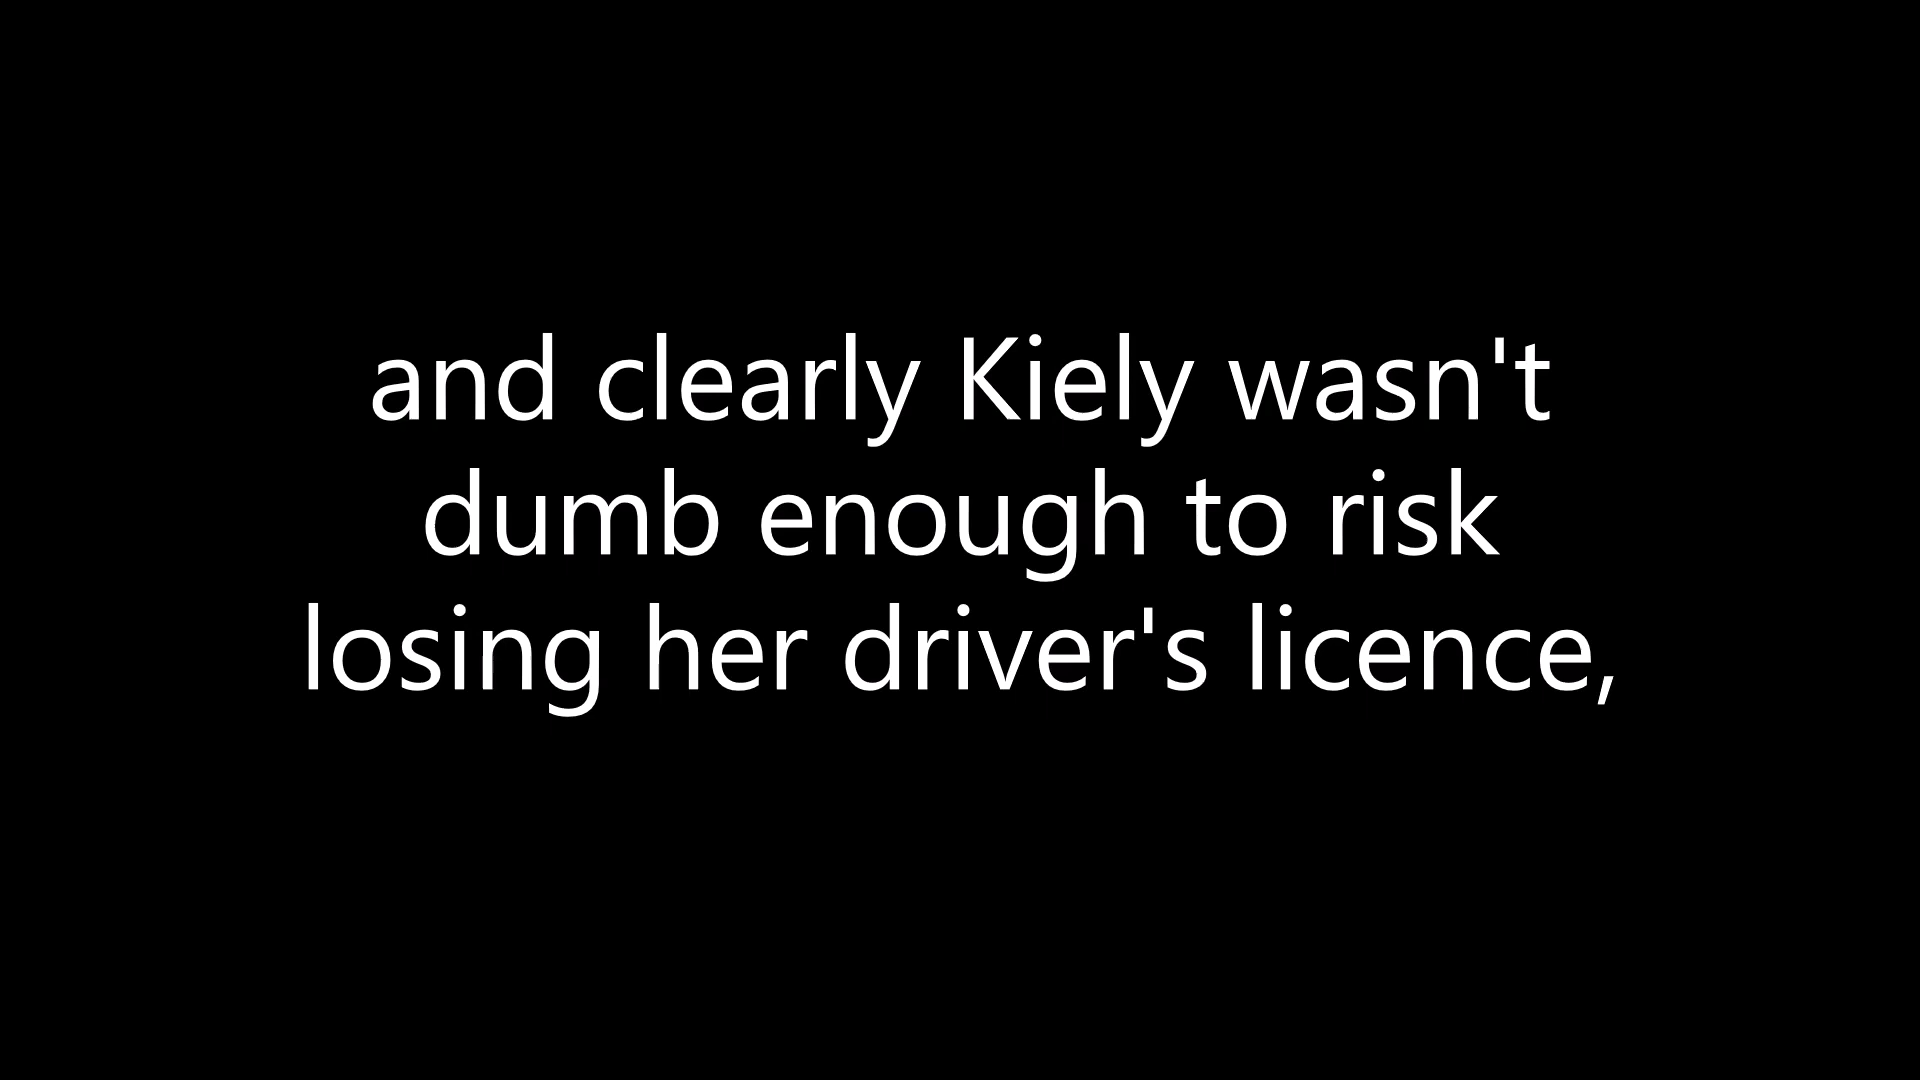 and clearly Kiely wasn't
dumb enough to risk
losing her driver's licence,